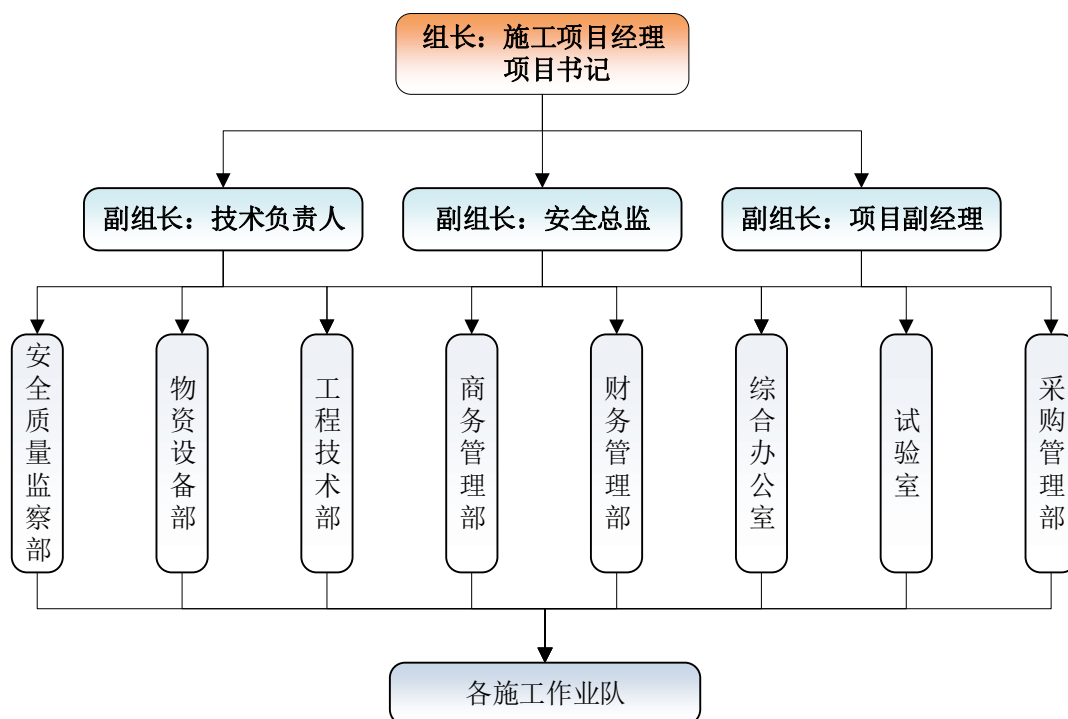 组长：施工项目经理
项目书记
副组长：技术负责人
副组长：安全总监
副组长：项目副经理
安全质量监察部
物资设备部
工程技术部
商务管理部
财务管理部
综合办公室
试验室
采购管理部
各施工作业队